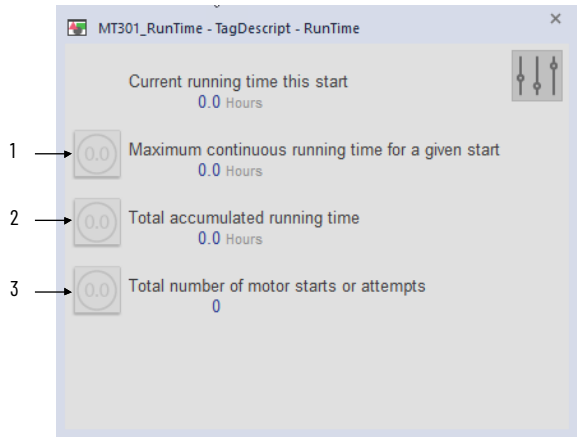 MT301_RunTime - TagDescript - RunTime
Current running time this start
0.0 Hours
1
0.0
Maximum continuous running time for a given start
0.0 Hours
2
0.0
Total accumulated running time
0.0 Hours
3
0.0
Total number of motor starts or attempts
0